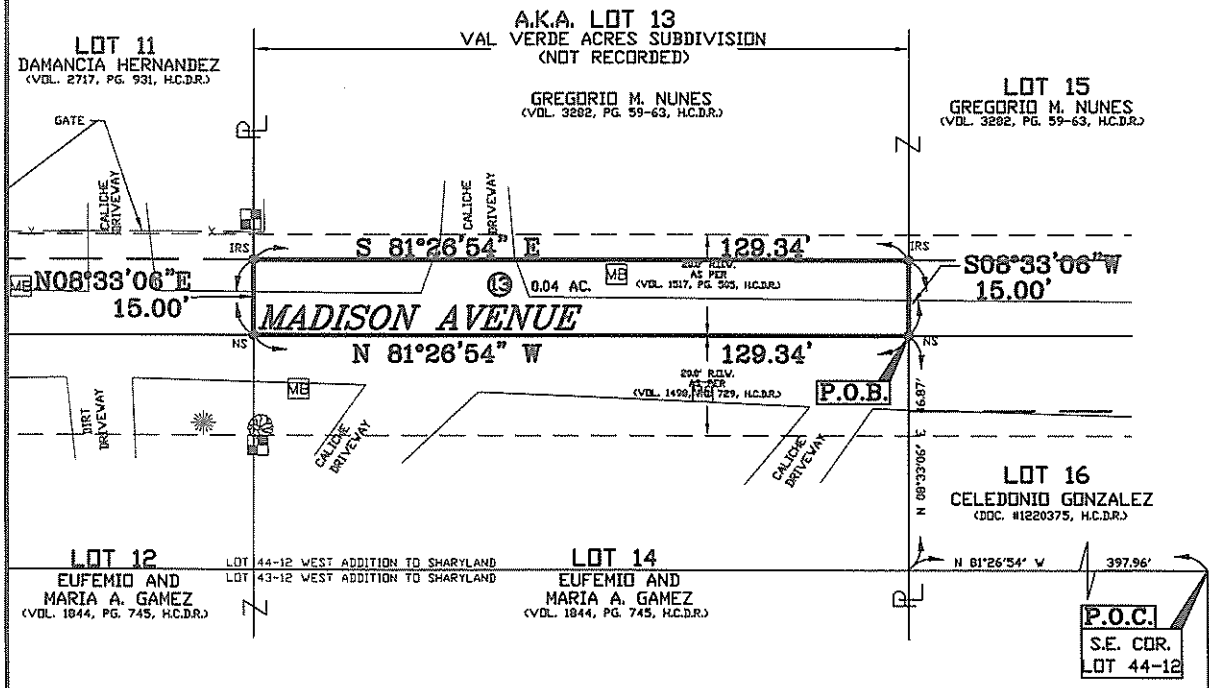 A.K.A. LOT 13
VAL VERDE ACRES SUBDIVISION
(NOT RECORDED)
LOT 11
DAMANCIA HERNANDEZ
(VOL. 2717, PG. 931, H.C.D.R.)
GREGORIO M. NUNES
(VOL. 3282, PG. 59-63, H.C.D.R.)
LOT 15
GREGORIO M. NUNES
(VOL. 3282, PG. 59-63, H.C.D.R.)
GATE
CALICHE
DRIVEWAY
CALICHE
DRIVEWAY
X
X
IRS
S 81°26'54" E
129.34'
IRS
MB
N08°33'06"E
15.00'
13
0.04 AC.
MB
20.0' R.O.W.
AS PER
(VOL. 1517, PG. 505, H.C.D.R.)
S08°33'06"W
15.00'
MADISON AVENUE
NS
N 81°26'54" W
129.34'
NS
MB
20.0' R.O.W.
AS PER
(VOL. 1498, 729, H.C.D.R.)
P.O.B.
DIRT
DRIVEWAY
CALICHE
DRIVEWAY
CALICHE
DRIVEWAY
N 08°33'06" E
46.87'
LOT 16
CELEDONIO GONZALEZ
(DOC. #1220375, H.C.D.R.)
LOT 12
EUFEMIO AND
MARIA A. GAMEZ
(VOL. 1844, PG. 745, H.C.D.R.)
LOT 44-12 WEST ADDITION TO SHARYLAND
LOT 43-12 WEST ADDITION TO SHARYLAND
LOT 14
EUFEMIO AND
MARIA A. GAMEZ
(VOL. 1844, PG. 745, H.C.D.R.)
N 81°26'54" W
397.96'
P.O.C.
S.E. COR.
LOT 44-12